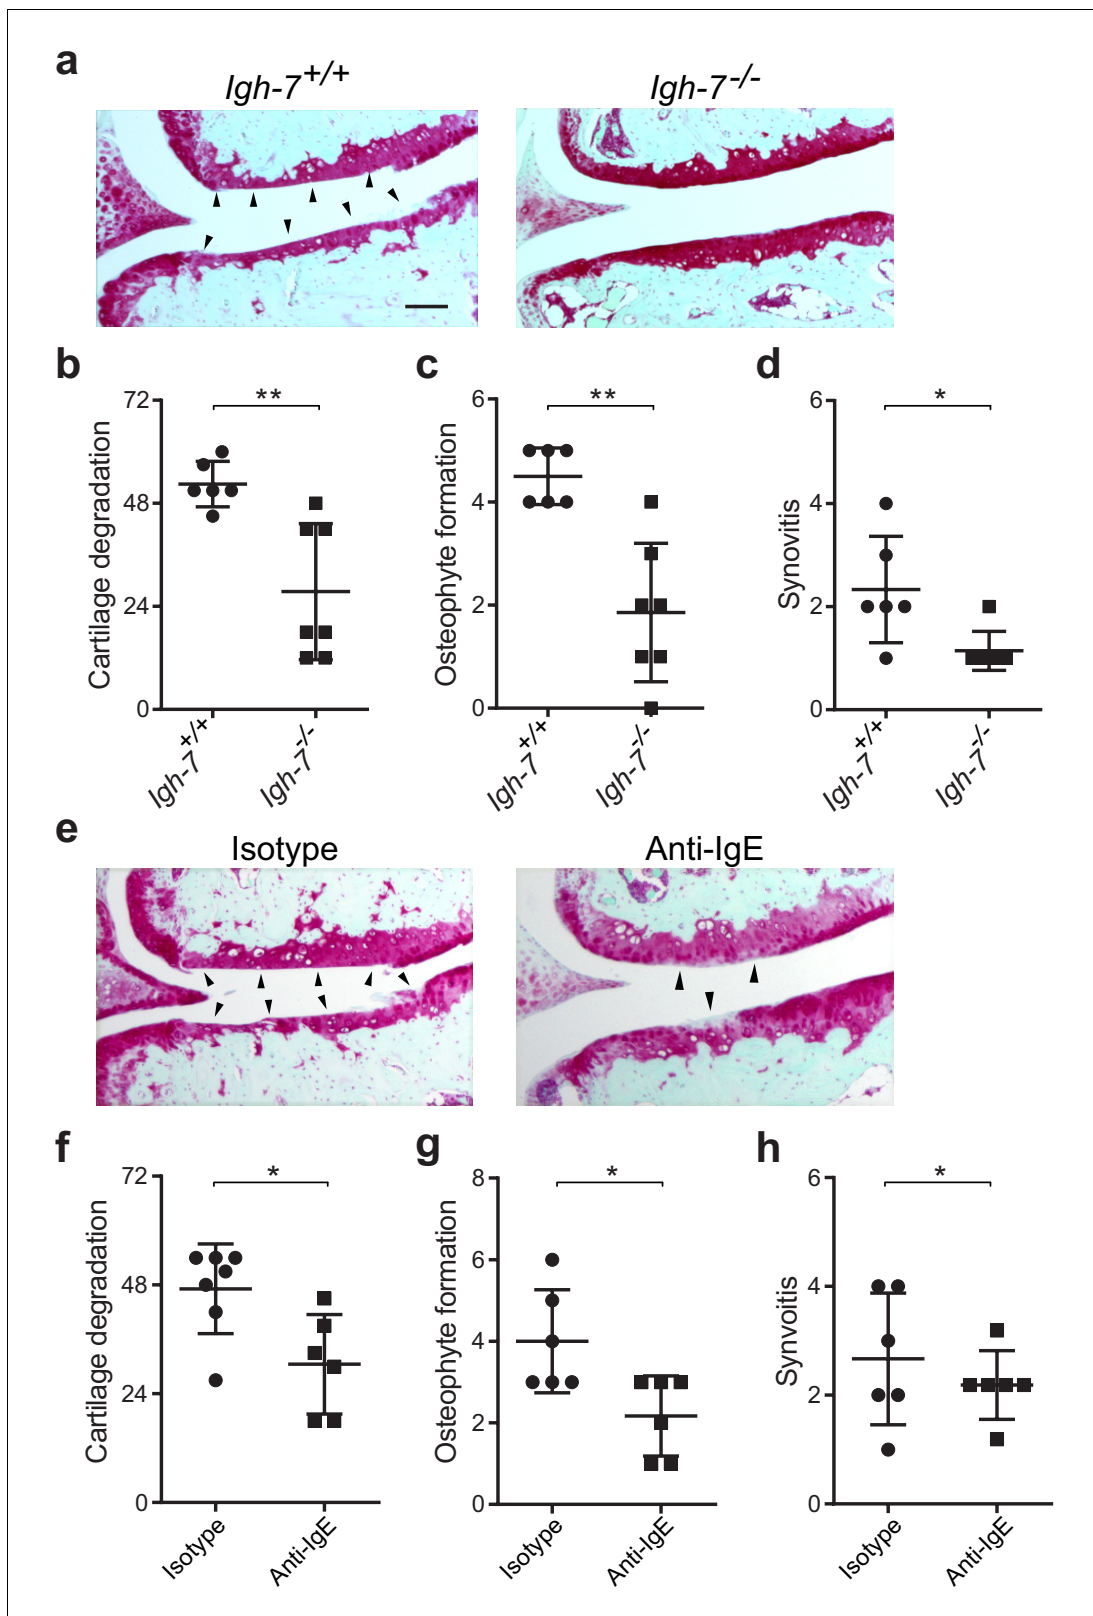 a
Igh-7+/+
Igh-7-/-
b
c
d
72
48
24
0
Cartilage degradation
**
Igh-7+/+
Igh-7-/-
6
4
2
0
Osteophyte formation
**
Igh-7+/+
Igh-7-/-
6
4
2
0
Synovitis
*
Igh-7+/+
Igh-7-/-
e
Isotype
Anti-IgE
f
g
h
72
48
24
0
Cartilage degradation
*
Isotype
Anti-IgE
8
6
4
2
0
Osteophyte formation
*
Isotype
Anti-IgE
6
4
2
0
Synvoitis
*
Isotype
Anti-IgE